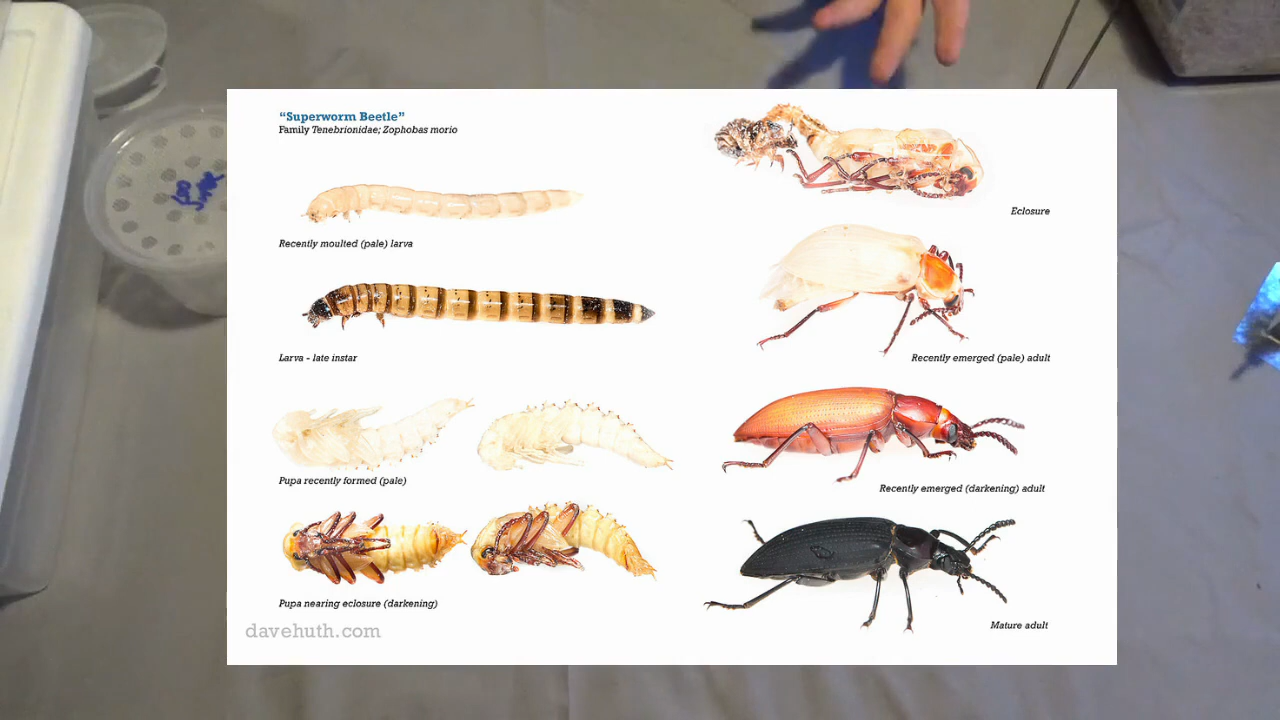 “Superworm Beetle”
Family Tenebrionidae; Zophobas morio
Recently moulted (pale) larva
Larva - late instar
Pupa recently formed (pale)
Pupa nearing eclosure (darkening)
davehuth.com
Eclosure
Recently emerged (pale) adult
Recently emerged (darkening) adult
Mature adult